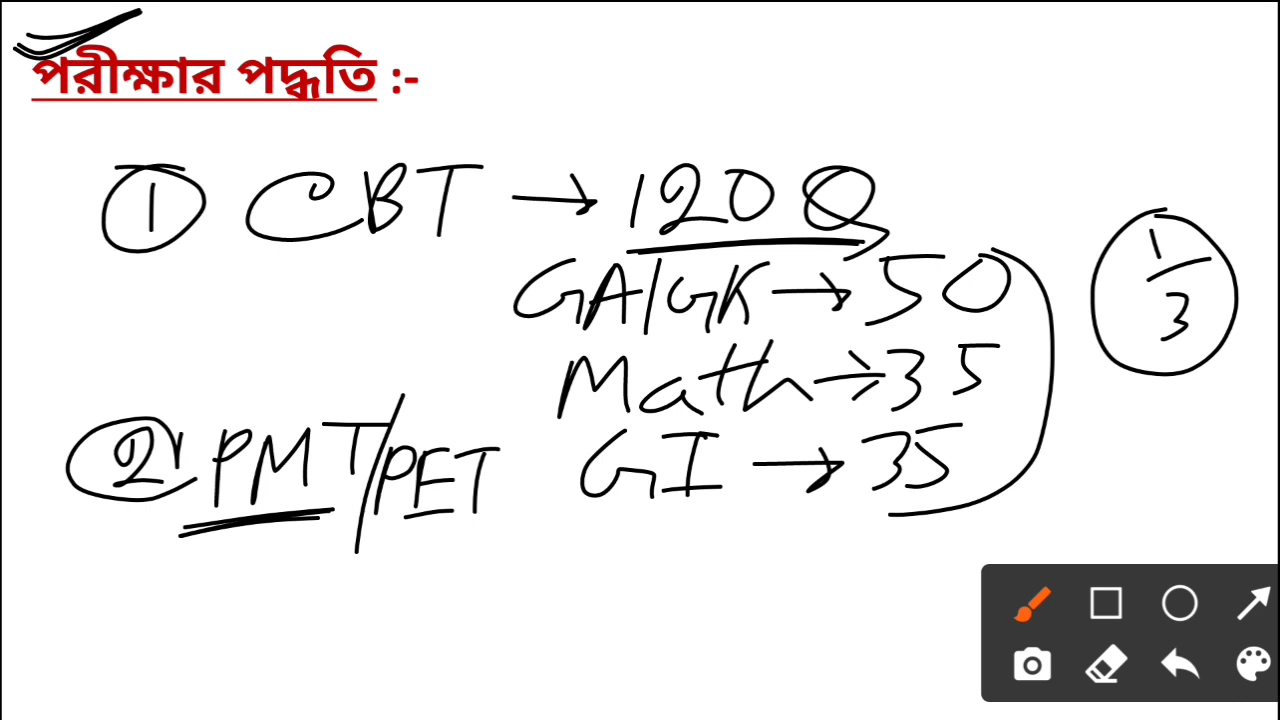 পরীক্ষার পদ্ধতি :-
① CBT → 120 Q
GA/GK → 50
Math → 35
GI → 35
1/3
② PMT/PET